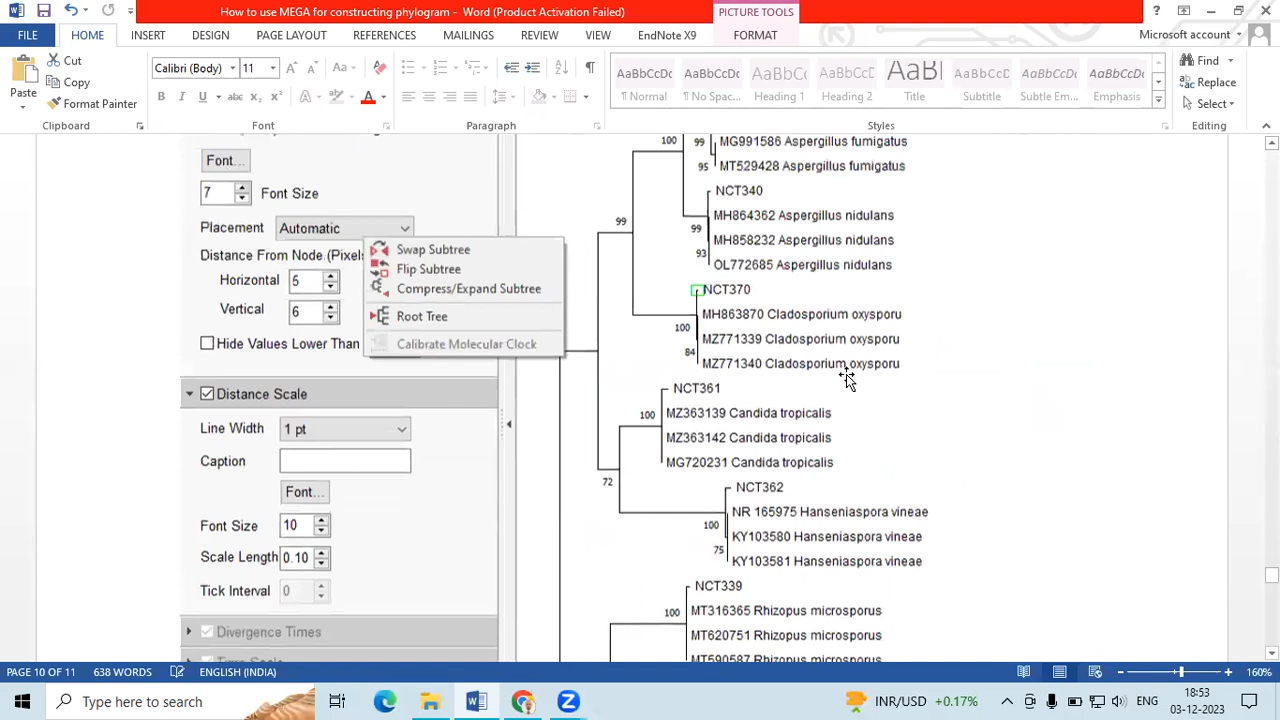 How to use MEGA for constructing phylogram - Word (Product Activation Failed)
PICTURE TOOLS
FILE
HOME
INSERT
DESIGN
PAGE LAYOUT
REFERENCES
MAILINGS
REVIEW
VIEW
EndNote X9
FORMAT
Microsoft account
Paste
Cut
Copy
Format Painter
Clipboard
Calibri (Body)
11
Font
Paragraph
AaBbCcDc
¶ Normal
AaBbCcDc
¶ No Spac...
AaBbCc
Heading 1
AaBbCcD
Heading 2
AaBl
Title
AaBbCcD
Subtitle
AaBbCcDc
Subtle Em...
AaBbCcDc
Emphasis
Styles
Find
Replace
Select
Editing
Font...
7
Font Size
Placement
Automatic
Distance From Node (Pixels
Horizontal
5
Vertical
6
Hide Values Lower Than
Swap Subtree
Flip Subtree
Compress/Expand Subtree
Root Tree
Calibrate Molecular Clock
Distance Scale
Line Width
1 pt
Caption
Font...
Font Size
10
Scale Length
0.10
Tick Interval
0
Divergence Times
100
99
MG991586 Aspergillus fumigatus
95
MT529428 Aspergillus fumigatus
NCT340
99
MH864362 Aspergillus nidulans
99
MH858232 Aspergillus nidulans
93
OL772685 Aspergillus nidulans
NCT370
MH863870 Cladosporium oxysporu
100
MZ771339 Cladosporium oxysporu
84
MZ771340 Cladosporium oxysporu
NCT361
100
MZ363139 Candida tropicalis
MZ363142 Candida tropicalis
MG720231 Candida tropicalis
72
NCT362
NR 165975 Hanseniaspora vineae
100
KY103580 Hanseniaspora vineae
75
KY103581 Hanseniaspora vineae
NCT339
100
MT316365 Rhizopus microsporus
MT620751 Rhizopus microsporus
MT590587 Rhizopus microsporus
PAGE 10 OF 11
638 WORDS
ENGLISH (INDIA)
160%
Type here to search
INR/USD +0.17%
ENG
18:53
03-12-2023